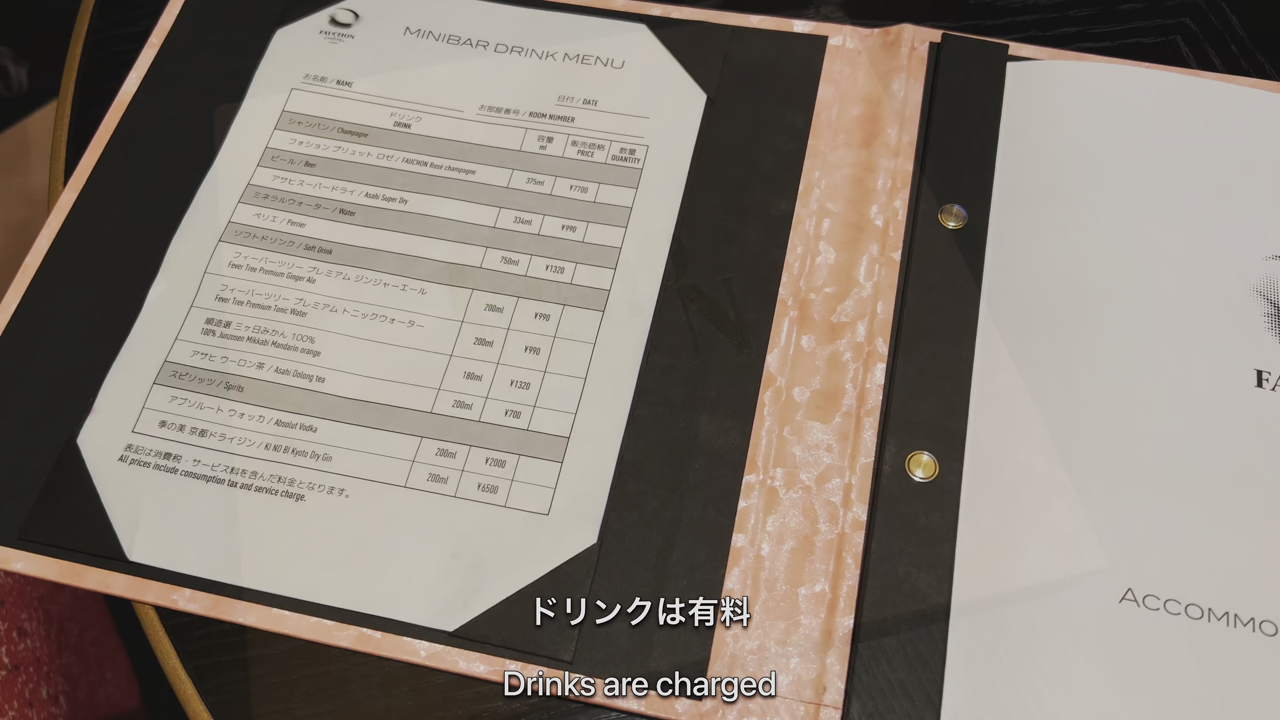 FAUCHON
MINIBAR DRINK MENU
お名前 / NAME
お部屋番号 / ROOM NUMBER
日付 / DATE
ドリンク DRINK 容量 ml 販売価格 PRICE 数量 QUANTITY
シャンパン / Champagne
フォション ブリュット ロゼ / FAUCHON Rosé champagne 375ml ¥7700
ビール / Beer
アサヒスーパードライ / Asahi Super Dry 334ml ¥990
ミネラルウォーター / Water
ペリエ / Perrier 750ml ¥1320
ソフトドリンク / Soft Drink
フィーバーツリー プレミアム ジンジャーエール
Fever Tree Premium Ginger Ale 200ml ¥990
フィーバーツリー プレミアム トニックウォーター
Fever Tree Premium Tonic Water 200ml ¥990
順造選 三ヶ日みかん 100%
100% Junzosen Mikkabi Mandarin orange 180ml ¥1320
アサヒ ウーロン茶 / Asahi Oolong tea 200ml ¥700
スピリッツ / Spirits
アブソルート ウォッカ / Absolut Vodka 200ml ¥2000
季の美 京都ドライジン / KI NO BI Kyoto Dry Gin 200ml ¥6500
表記は消費税・サービス料を含んだ料金となります。
All prices include consumption tax and service charge.
FA
ACCOMMO
ドリンクは有料
Drinks are charged